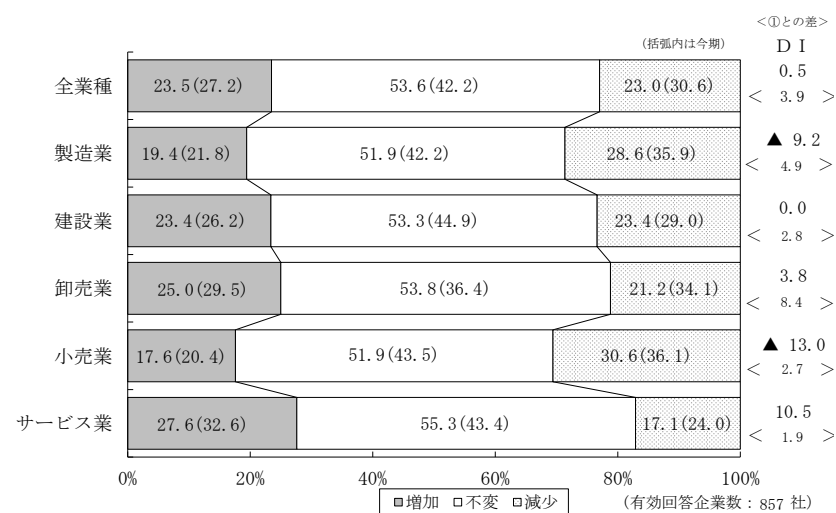 <①との差>
(括弧内は今期) ＤＩ
全業種 23.5(27.2) 53.6(42.2) 23.0(30.6) 0.5
< 3.9 >
製造業 19.4(21.8) 51.9(42.2) 28.6(35.9) ▲ 9.2
< 4.9 >
建設業 23.4(26.2) 53.3(44.9) 23.4(29.0) 0.0
< 2.8 >
卸売業 25.0(29.5) 53.8(36.4) 21.2(34.1) 3.8
< 8.4 >
小売業 17.6(20.4) 51.9(43.5) 30.6(36.1) ▲ 13.0
< 2.7 >
サービス業 27.6(32.6) 55.3(43.4) 17.1(24.0) 10.5
< 1.9 >
0% 20% 40% 60% 80% 100%
増加 不変 減少 (有効回答企業数：857 社)